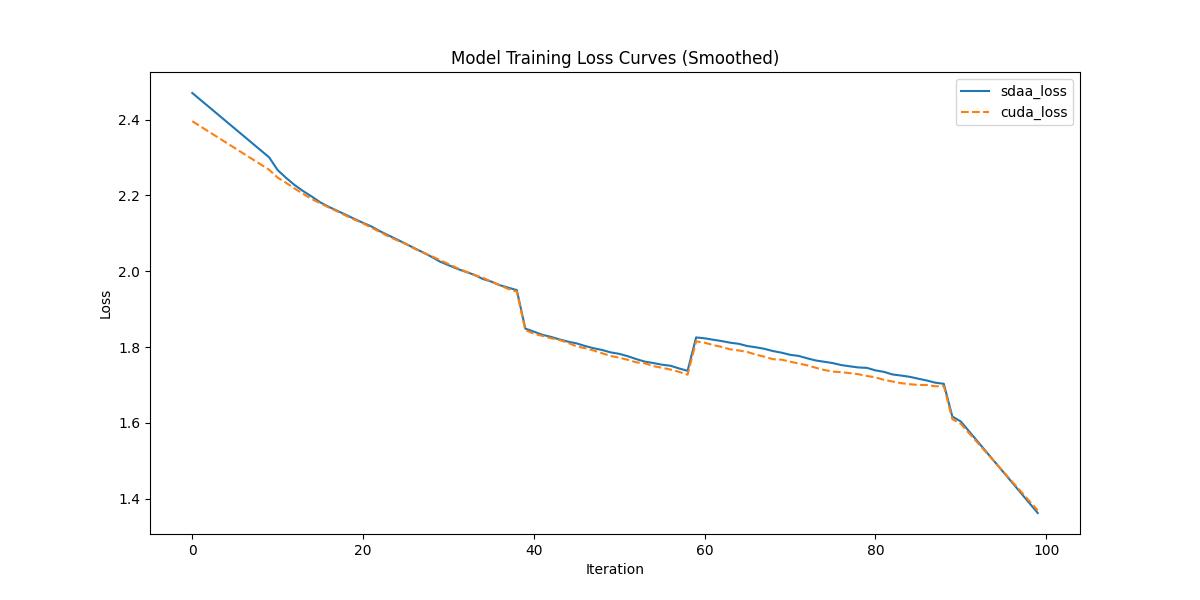 Model Training Loss Curves (Smoothed)
sdaa_loss
cuda_loss
Loss
2.4
2.2
2.0
1.8
1.6
1.4
0 20 40 60 80 100
Iteration